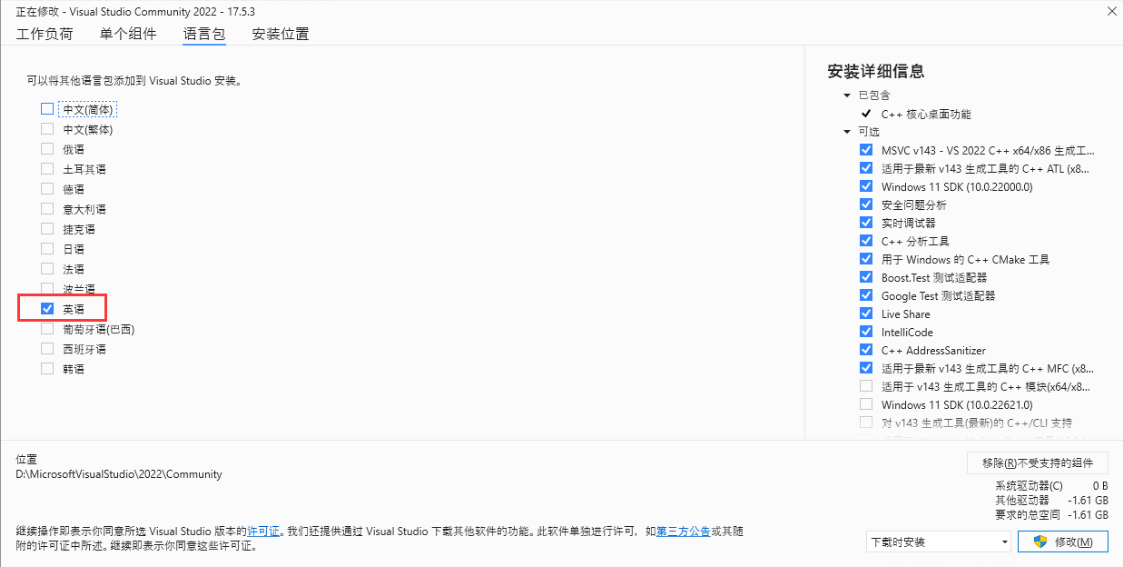 正在修改 - Visual Studio Community 2022 - 17.5.3
工作负荷 单个组件 语言包 安装位置
可以将其他语言包添加到 Visual Studio 安装。
中文(简体)
中文(繁体)
俄语
土耳其语
德语
意大利语
捷克语
日语
法语
波兰语
英语
葡萄牙语(巴西)
西班牙语
韩语
安装详细信息
已包含
C++ 核心桌面功能
可选
MSVC v143 - VS 2022 C++ x64/x86 生成工...
适用于最新 v143 生成工具的 C++ ATL (x8...
Windows 11 SDK (10.0.22000.0)
安全问题分析
实时调试器
C++ 分析工具
用于 Windows 的 C++ CMake 工具
Boost.Test 测试适配器
Google Test 测试适配器
Live Share
IntelliCode
C++ AddressSanitizer
适用于最新 v143 生成工具的 C++ MFC (x8...
适用于 v143 生成工具的 C++ 模块(x64/x8...
Windows 11 SDK (10.0.22621.0)
对 v143 生成工具(最新)的 C++/CLI 支持
位置
D:\MicrosoftVisualStudio\2022\Community
移除(R)不受支持的组件
系统驱动器(C) 0 B
其他驱动器 -1.61 GB
要求的总空间 -1.61 GB
继续操作即表示你同意所选 Visual Studio 版本的许可证。我们还提供通过 Visual Studio 下载其他软件的功能。此软件单独进行许可，如第三方公告或其随
附的许可证中所述。继续即表示你同意这些许可证。
下载时安装
修改(M)